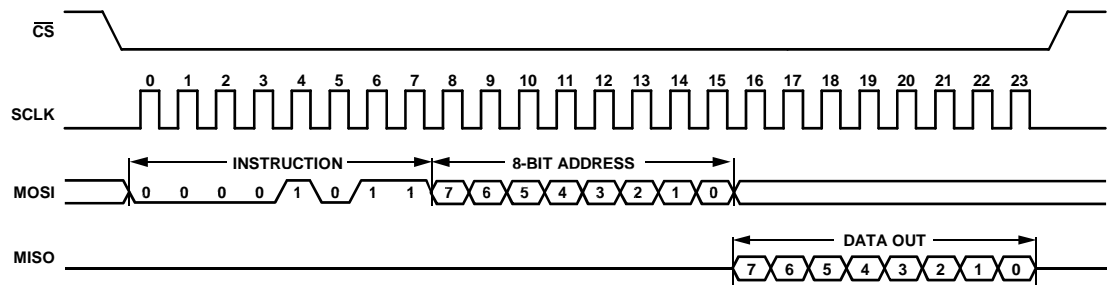 CS
0 1 2 3 4 5 6 7 8 9 10 11 12 13 14 15 16 17 18 19 20 21 22 23
SCLK
INSTRUCTION 8-BIT ADDRESS
MOSI 0 0 0 0 1 0 1 1 7 6 5 4 3 2 1 0
DATA OUT
MISO
7 6 5 4 3 2 1 0